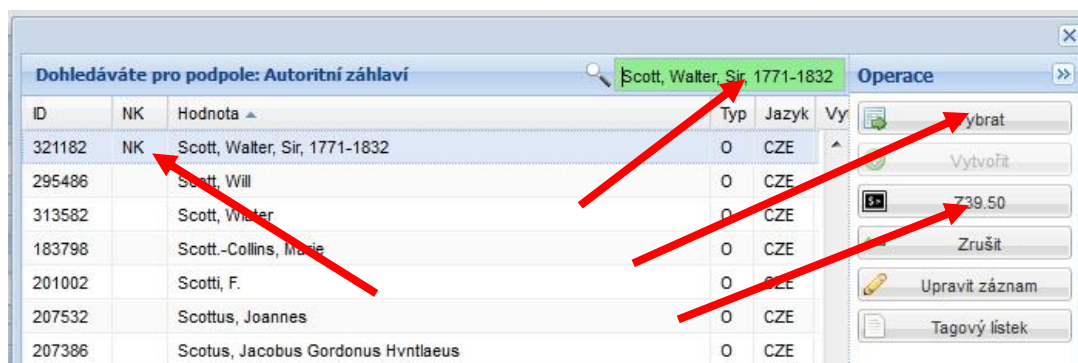 Dohledáváte pro podpole: Autoritní záhlaví Scott, Walter, Sir, 1771-1832 Operace
ID NK Hodnota Typ Jazyk Vy
321182 NK Scott, Walter, Sir, 1771-1832 O CZE
295486 Scott, Will O CZE
313582 Scott, Winter O CZE
183798 Scott.-Collins, Marie O CZE
201002 Scotti, F. O CZE
207532 Scottus, Joannes O CZE
207386 Scotus, Jacobus Gordonus Hvntlaeus O CZE
Vybrat
Vytvořit
Z39.50
Zrušit
Upravit záznam
Tagový lístek